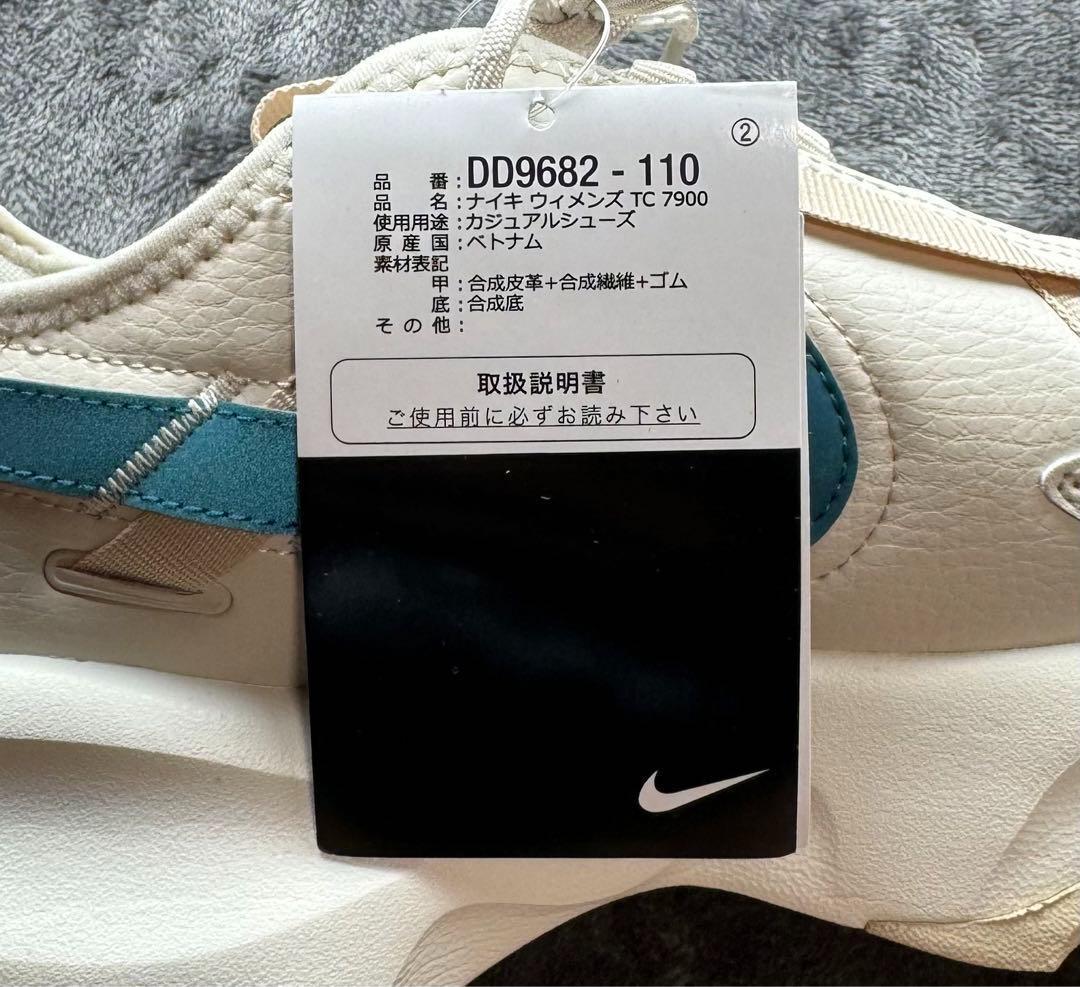 ②
品番:DD9682 - 110
品名:ナイキ ウィメンズ TC 7900
使用用途:カジュアルシューズ
原産国:ベトナム
素材表記
甲:合成皮革+合成繊維+ゴム
底:合成底
その他:
取扱説明書
ご使用前に必ずお読み下さい